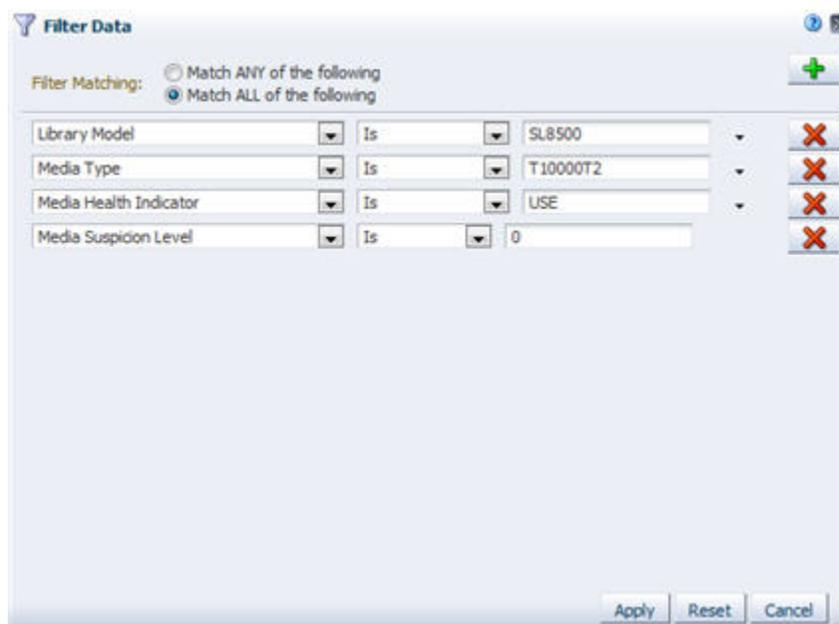 Filter Data
Filter Matching:
Match ANY of the following
Match ALL of the following
Library Model Is SL8500
Media Type Is T10000T2
Media Health Indicator Is USE
Media Suspicion Level Is 0
Apply Reset Cancel